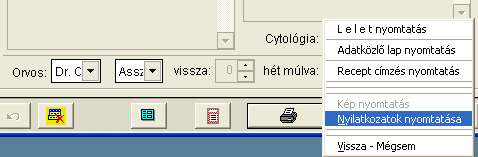 Cytológia:
Orvos: Dr. C Assz vissza: 0 hét múlva:
L e l e t nyomtatás
Adatközlő lap nyomtatás
Recept címzés nyomtatás
Kép nyomtatás
Nyilatkozatok nyomtatása
Vissza - Mégsem